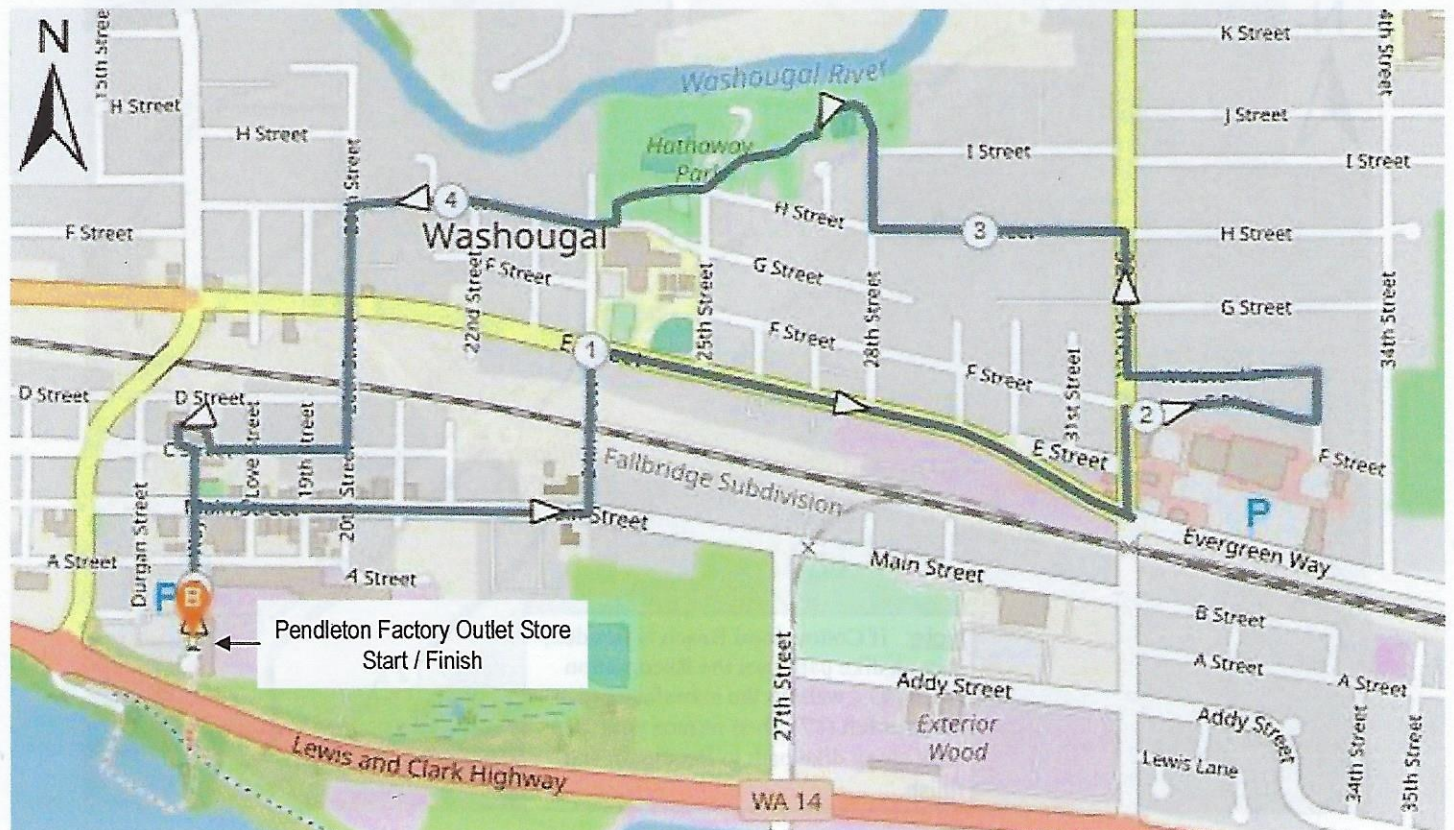 N
15th Stree
K Street
4th Street
H Street
J Street
Washougal River
H Street
Hathaway
Park
I Street
I Street
4
H Street
F Street
3
H Street
Washougal
F Street
G Street
G Street
22nd Street
25th Street
28th Street
34th Street
1
F Street
F Street
31st Street
D Street
D Street
2
E Street
F Street
19th Street
Fallbridge Subdivision
P
20th Street
Street
Evergreen Way
Durgan Street
A Street
A Street
Main Street
P
B
B Street
Pendleton Factory Outlet Store
Start / Finish
27th Street
A Street
A Street
Addy Street
Exterior
Wood
Addy Street
Lewis and Clark Highway
Lewis Lane
34th Street
35th Street
WA 14